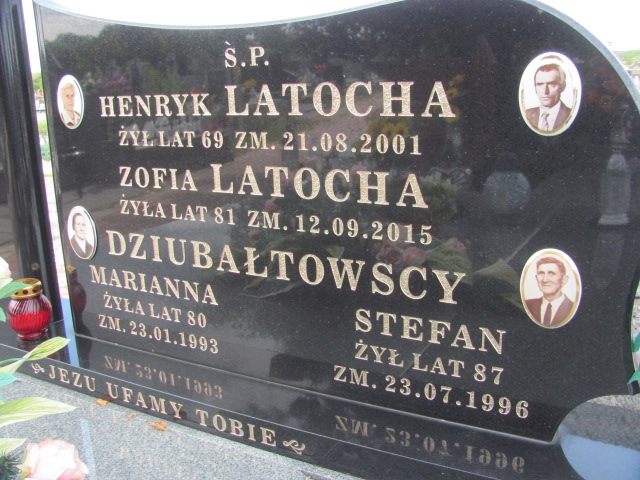 Ś.P.
HENRYK LATOCHA
ŻYŁ LAT 69 ZM. 21.08.2001
ZOFIA LATOCHA
ŻYŁA LAT 81 ZM. 12.09.2015
DZIUBAŁTOWSCY
MARIANNA
ŻYŁA LAT 80
ZM. 23.01.1993
STEFAN
ŻYŁ LAT 87
ZM. 23.07.1996
JEZU UFAMY TOBIE